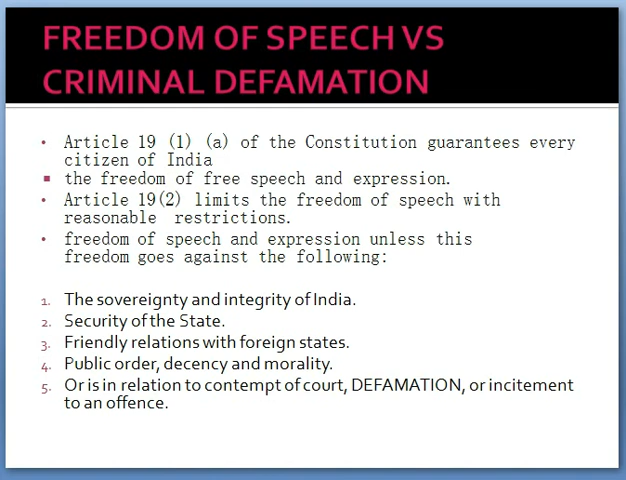 FREEDOM OF SPEECH VS
CRIMINAL DEFAMATION
• Article 19 (1) (a) of the Constitution guarantees every
citizen of India
▪ the freedom of free speech and expression.
• Article 19(2) limits the freedom of speech with
reasonable restrictions.
• freedom of speech and expression unless this
freedom goes against the following:
1. The sovereignty and integrity of India.
2. Security of the State.
3. Friendly relations with foreign states.
4. Public order, decency and morality.
5. Or is in relation to contempt of court, DEFAMATION, or incitement
to an offence.